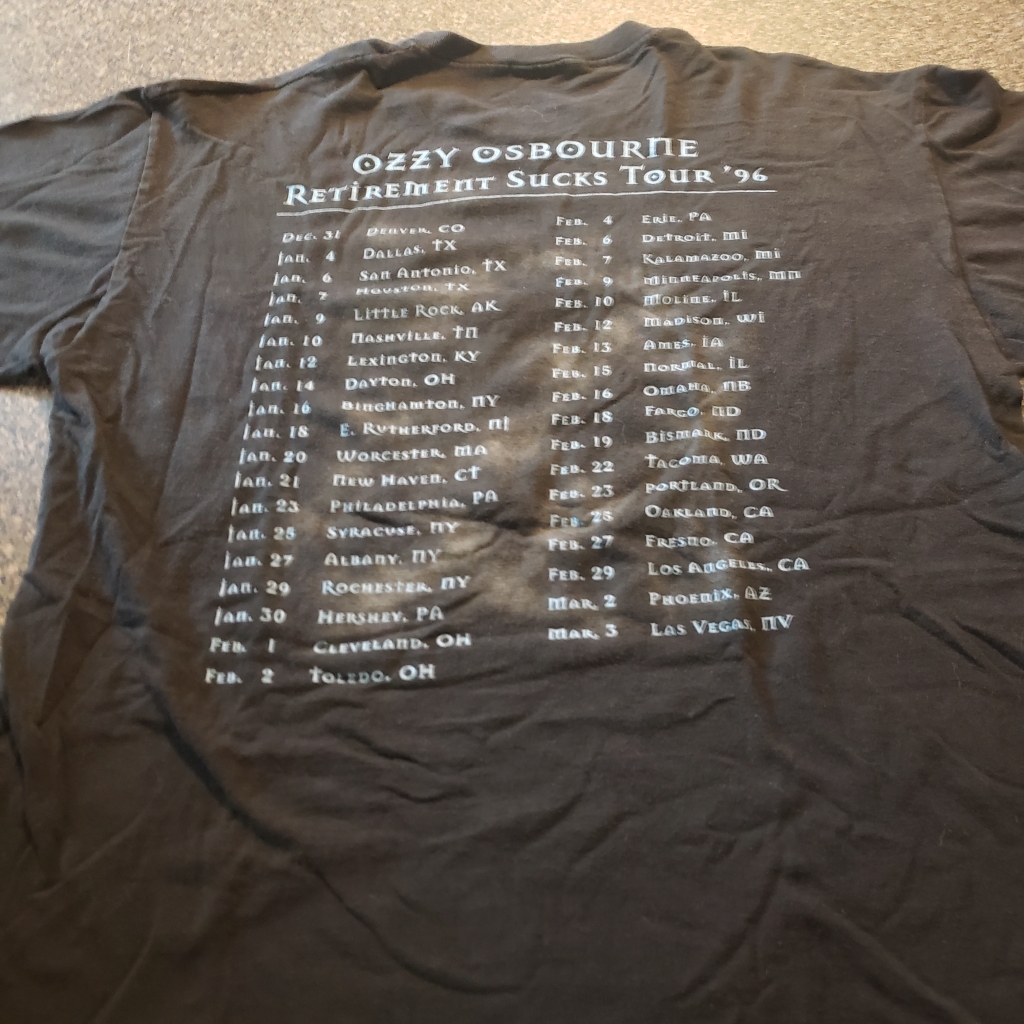 OZZY OSBOURNE
RETIREMENT SUCKS TOUR '96
DEC. 31 DENVER, CO
JAN. 4 DALLAS, TX
JAN. 6 SAN ANTONIO, TX
JAN. 7 HOUSTON, TX
JAN. 9 LITTLE ROCK, AK
JAN. 10 NASHVILLE, TN
JAN. 12 LEXINGTON, KY
JAN. 14 DAYTON, OH
JAN. 16 BINGHAMTON, NY
JAN. 18 E. RUTHERFORD, NJ
JAN. 20 WORCESTER, MA
JAN. 21 NEW HAVEN, CT
JAN. 23 PHILADELPHIA, PA
JAN. 25 SYRACUSE, NY
JAN. 27 ALBANY, NY
JAN. 29 ROCHESTER, NY
JAN. 30 HERSHEY, PA
FEB. 1 CLEVELAND, OH
FEB. 2 TOLEDO, OH
FEB. 4 ERIE, PA
FEB. 6 DETROIT, MI
FEB. 7 KALAMAZOO, MI
FEB. 9 MINNEAPOLIS, MN
FEB. 10 MOLINE, IL
FEB. 12 MADISON, WI
FEB. 13 AMES, IA
FEB. 15 NORMAL, IL
FEB. 16 OMAHA, NB
FEB. 18 FARGO, ND
FEB. 19 BISMARK, ND
FEB. 22 TACOMA, WA
FEB. 23 PORTLAND, OR
FEB. 25 OAKLAND, CA
FEB. 27 FRESNO, CA
FEB. 29 LOS ANGELES, CA
MAR. 2 PHOENIX, AZ
MAR. 3 LAS VEGAS, NV